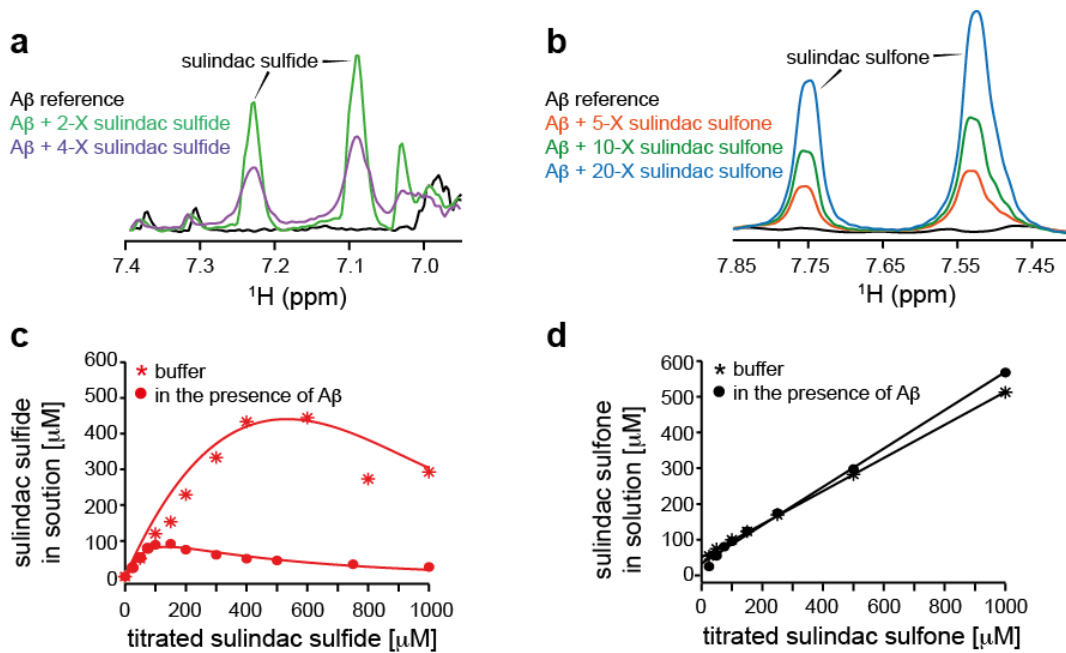 a
sulindac sulfide
Aβ reference
Aβ + 2-X sulindac sulfide
Aβ + 4-X sulindac sulfide
7.4 7.3 7.2 7.1 7.0
¹H (ppm)
b
sulindac sulfone
Aβ reference
Aβ + 5-X sulindac sulfone
Aβ + 10-X sulindac sulfone
Aβ + 20-X sulindac sulfone
7.85 7.75 7.65 7.55 7.45
¹H (ppm)
c
buffer
in the presence of Aβ
sulindac sulfide
in soution [µM]
600
500
400
300
200
100
0
0 200 400 600 800 1000
titrated sulindac sulfide [µM]
d
buffer
in the presence of Aβ
sulindac sulfone
in solution [µM]
600
500
400
300
200
100
0
0 200 400 600 800 1000
titrated sulindac sulfone [µM]